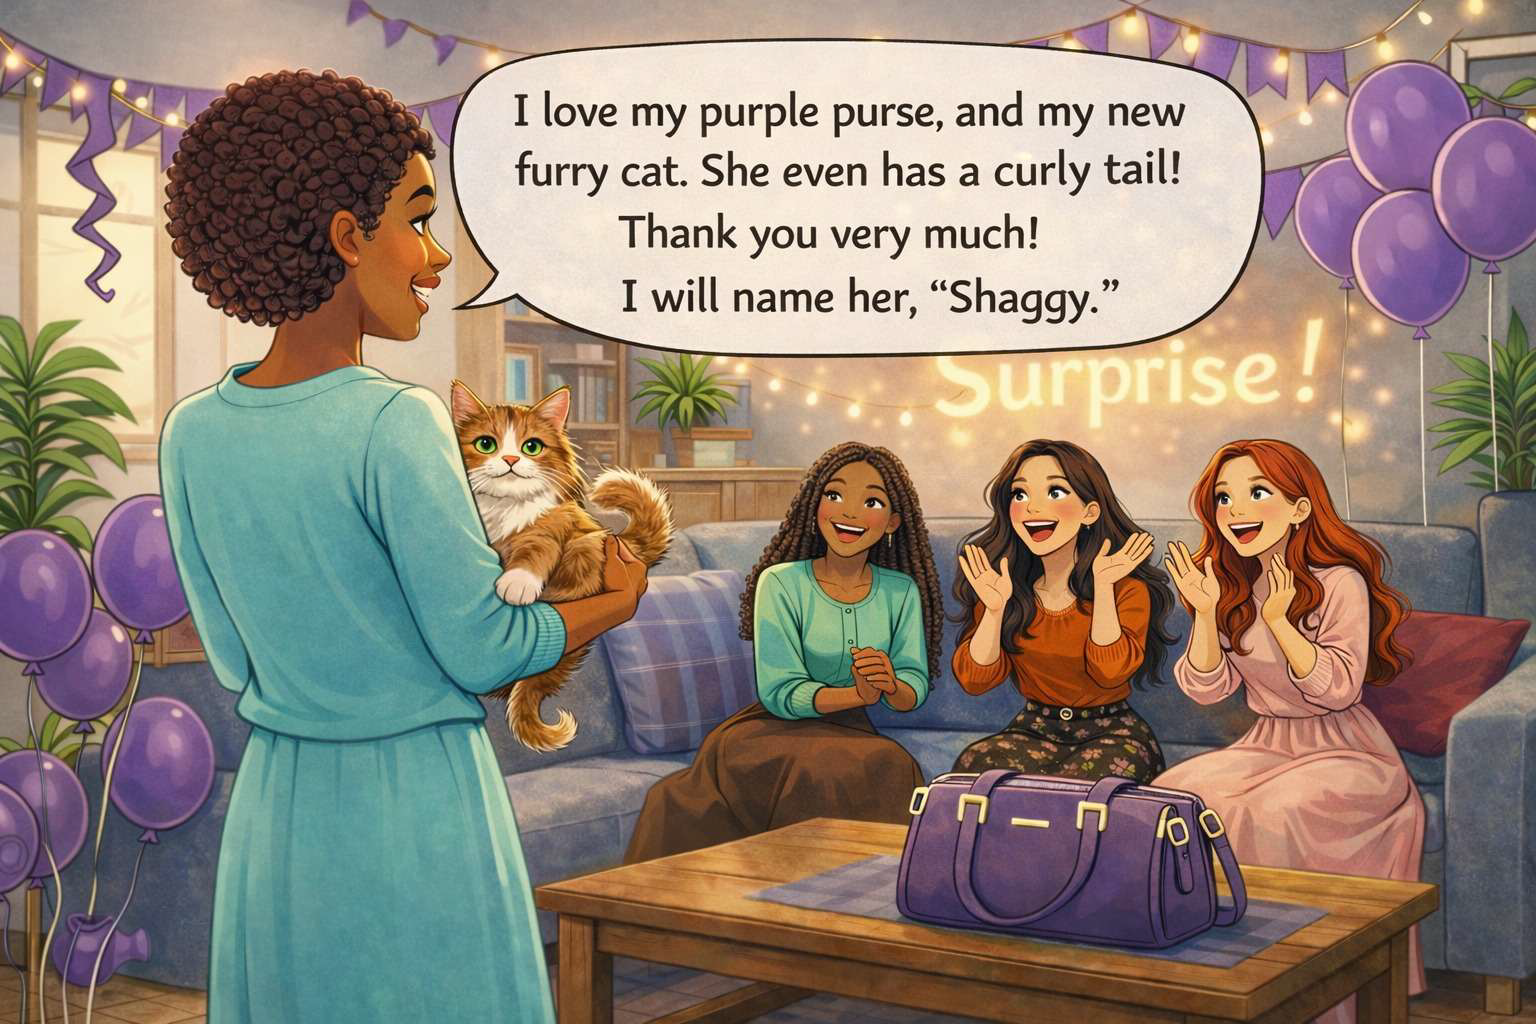 I love my purple purse, and my new
furry cat. She even has a curly tail!
Thank you very much!
I will name her, “Shaggy.”
Surprise!